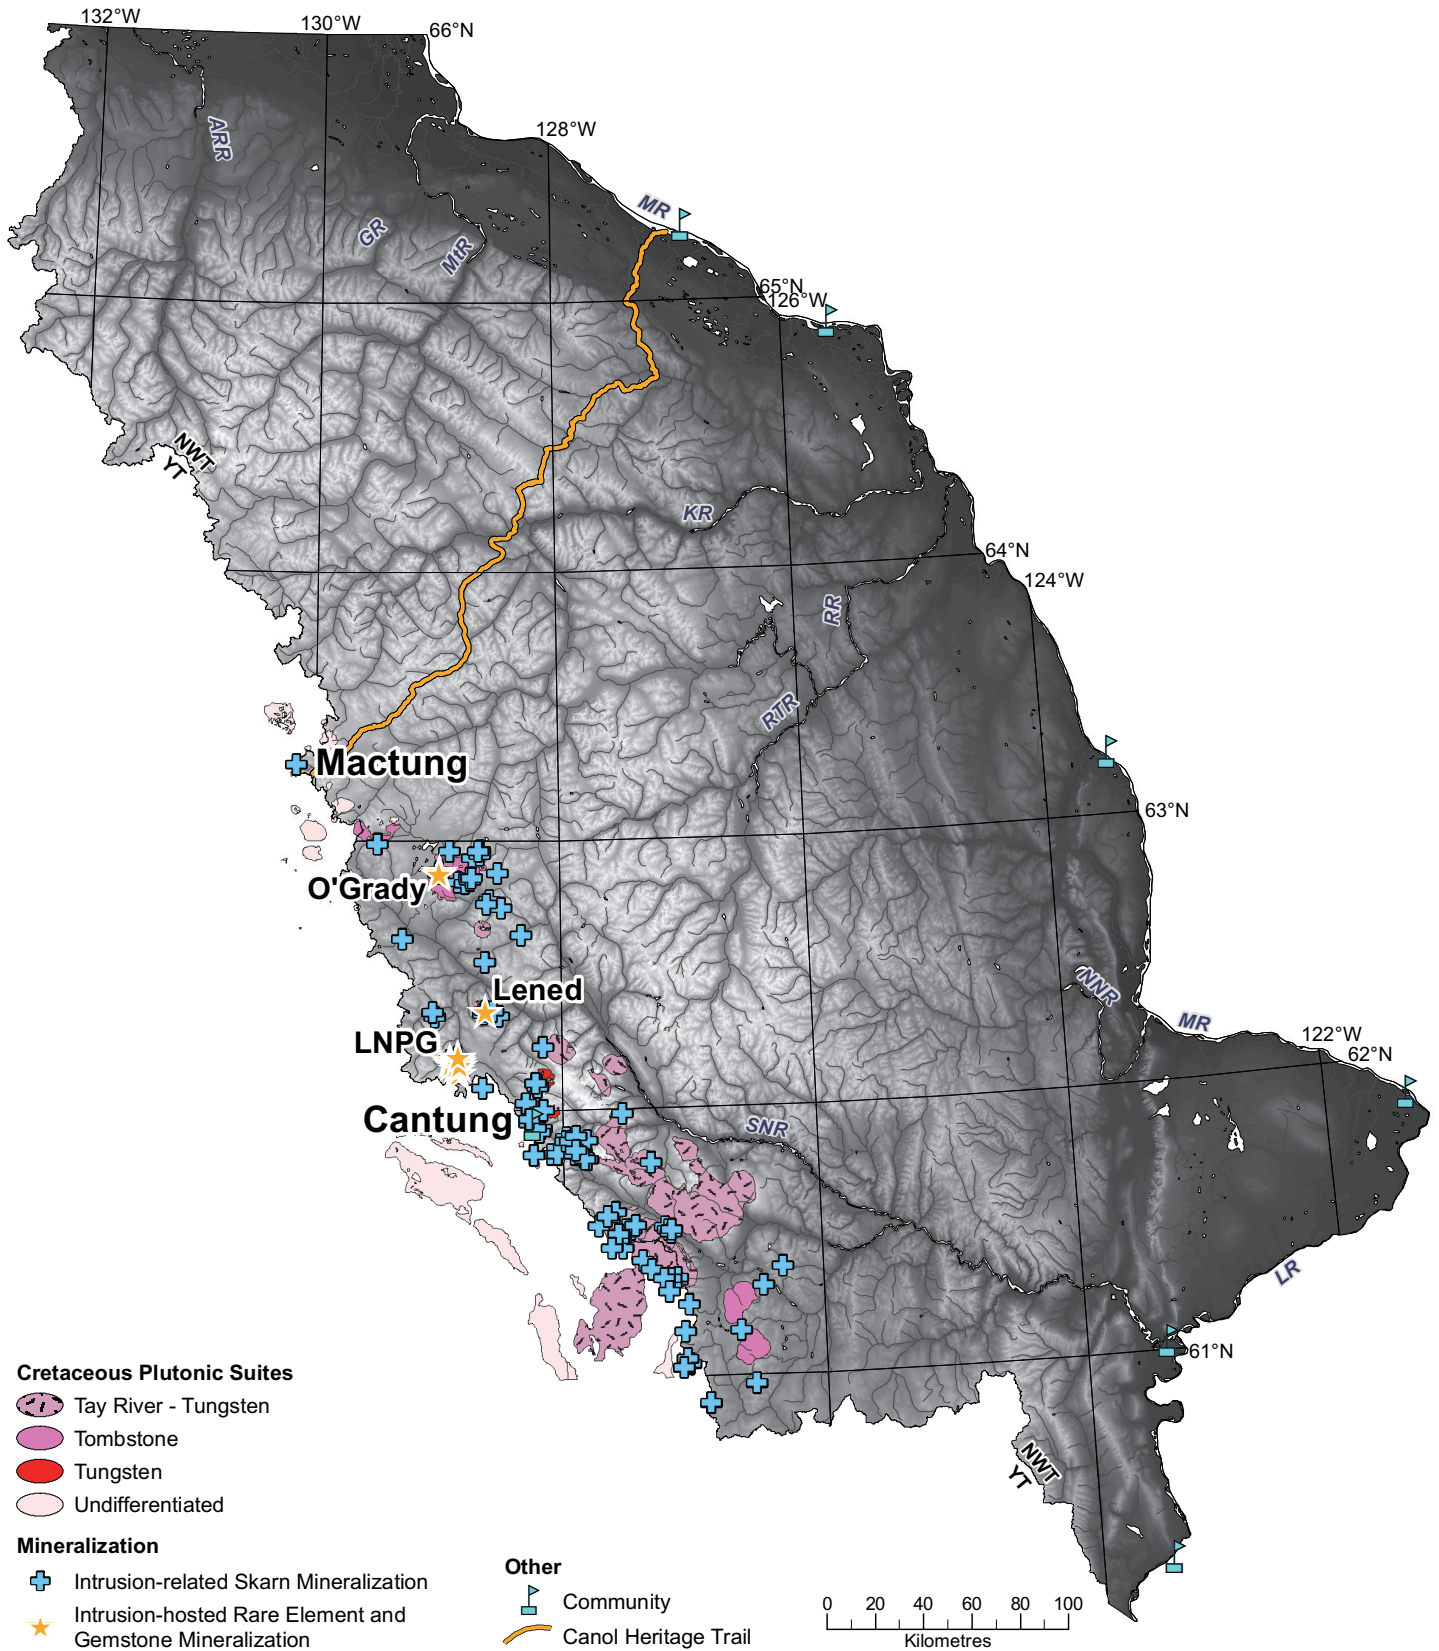 132°W
130°W
66°N
128°W
ARR
GR
MtR
MR
65°N
126°W
NWT
YT
KR
64°N
124°W
RR
RTR
Mactung
63°N
O'Grady
Lened
NNR
MR
LNPG
122°W
62°N
Cantung
SNR
LR
61°N
NWT
YT
Cretaceous Plutonic Suites
Tay River - Tungsten
Tombstone
Tungsten
Undifferentiated
Mineralization
Intrusion-related Skarn Mineralization
Intrusion-hosted Rare Element and
Gemstone Mineralization
Other
Community
Canol Heritage Trail
0 20 40 60 80 100
Kilometres